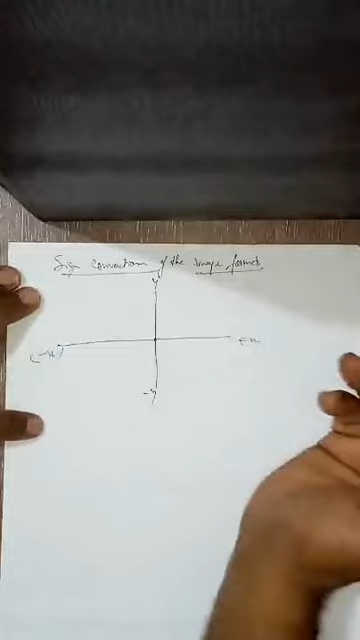 Sign convention of the image formed
y
(-x) +x
-y